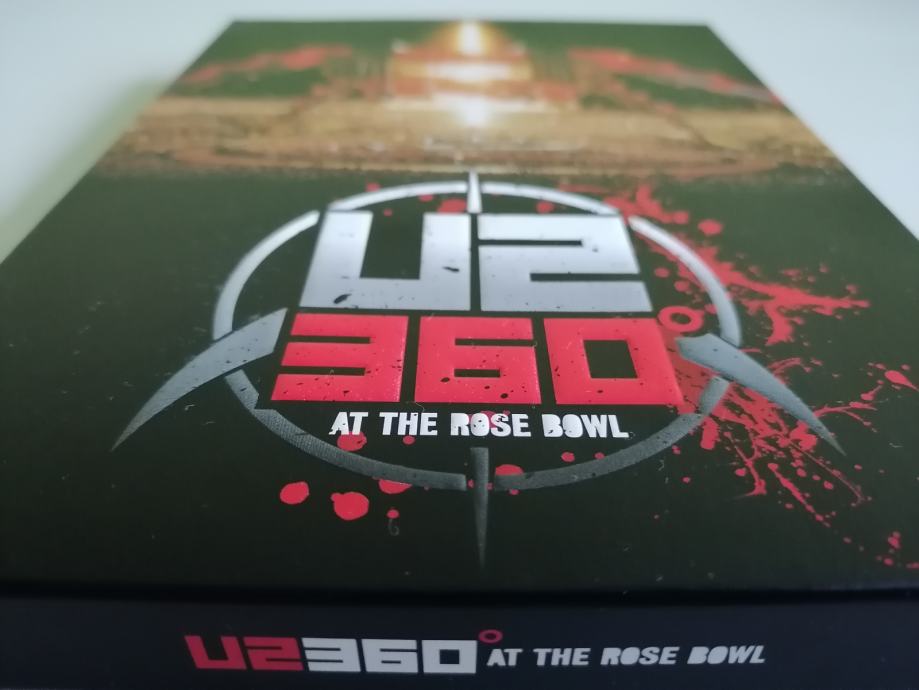 U2
360°
AT THE ROSE BOWL
U2360° AT THE ROSE BOWL